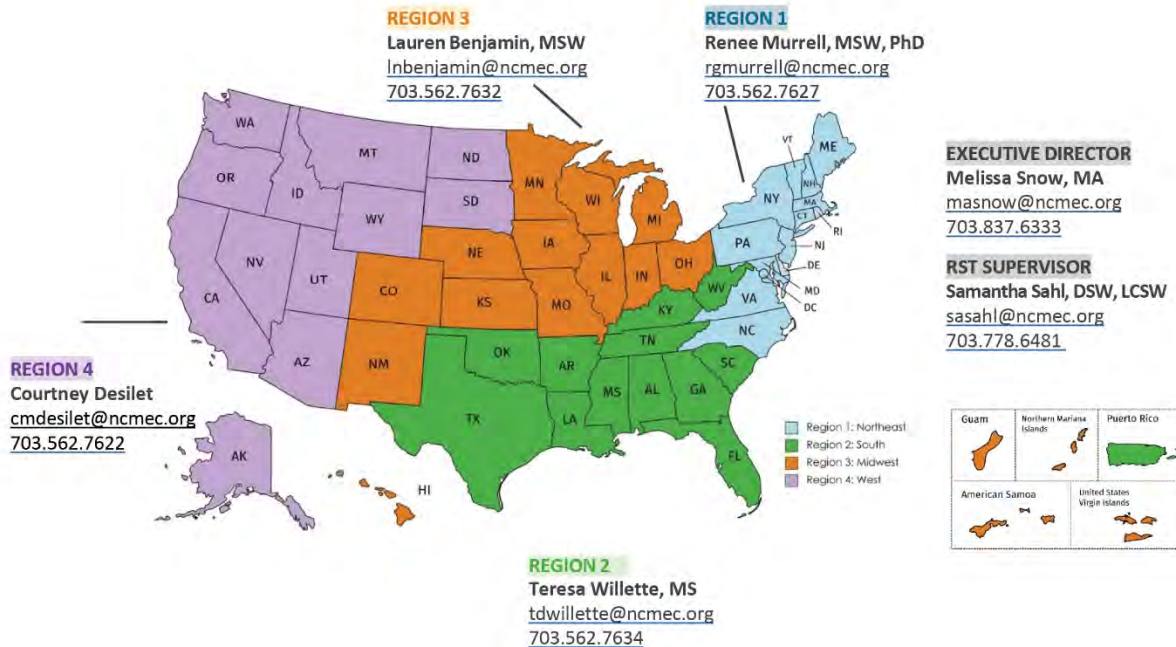 REGION 3
Lauren Benjamin, MSW
lnbenjamin@ncmec.org
703.562.7632
REGION 1
Renee Murrell, MSW, PhD
rgmurrell@ncmec.org
703.562.7627
EXECUTIVE DIRECTOR
Melissa Snow, MA
masnow@ncmec.org
703.837.6333
RST SUPERVISOR
Samantha Sahl, DSW, LCSW
sasahl@ncmec.org
703.778.6481
REGION 4
Courtney Desilet
cmdesilet@ncmec.org
703.562.7622
WA
OR
ID
MT
ND
SD
WY
NV
CA
UT
AZ
AK
HI
MN
WI
MI
NE
IA
IL
IN
OH
CO
KS
MO
NM
OK
AR
TX
LA
MS
AL
GA
FL
SC
TN
KY
WV
VA
NC
PA
NY
VT
NH
ME
MA
CT
RI
NJ
DE
MD
DC
Region 1: Northeast
Region 2: South
Region 3: Midwest
Region 4: West
Guam
Northern Mariana
Islands
Puerto Rico
American Samoa
United States
Virgin Islands
REGION 2
Teresa Willette, MS
tdwillette@ncmec.org
703.562.7634